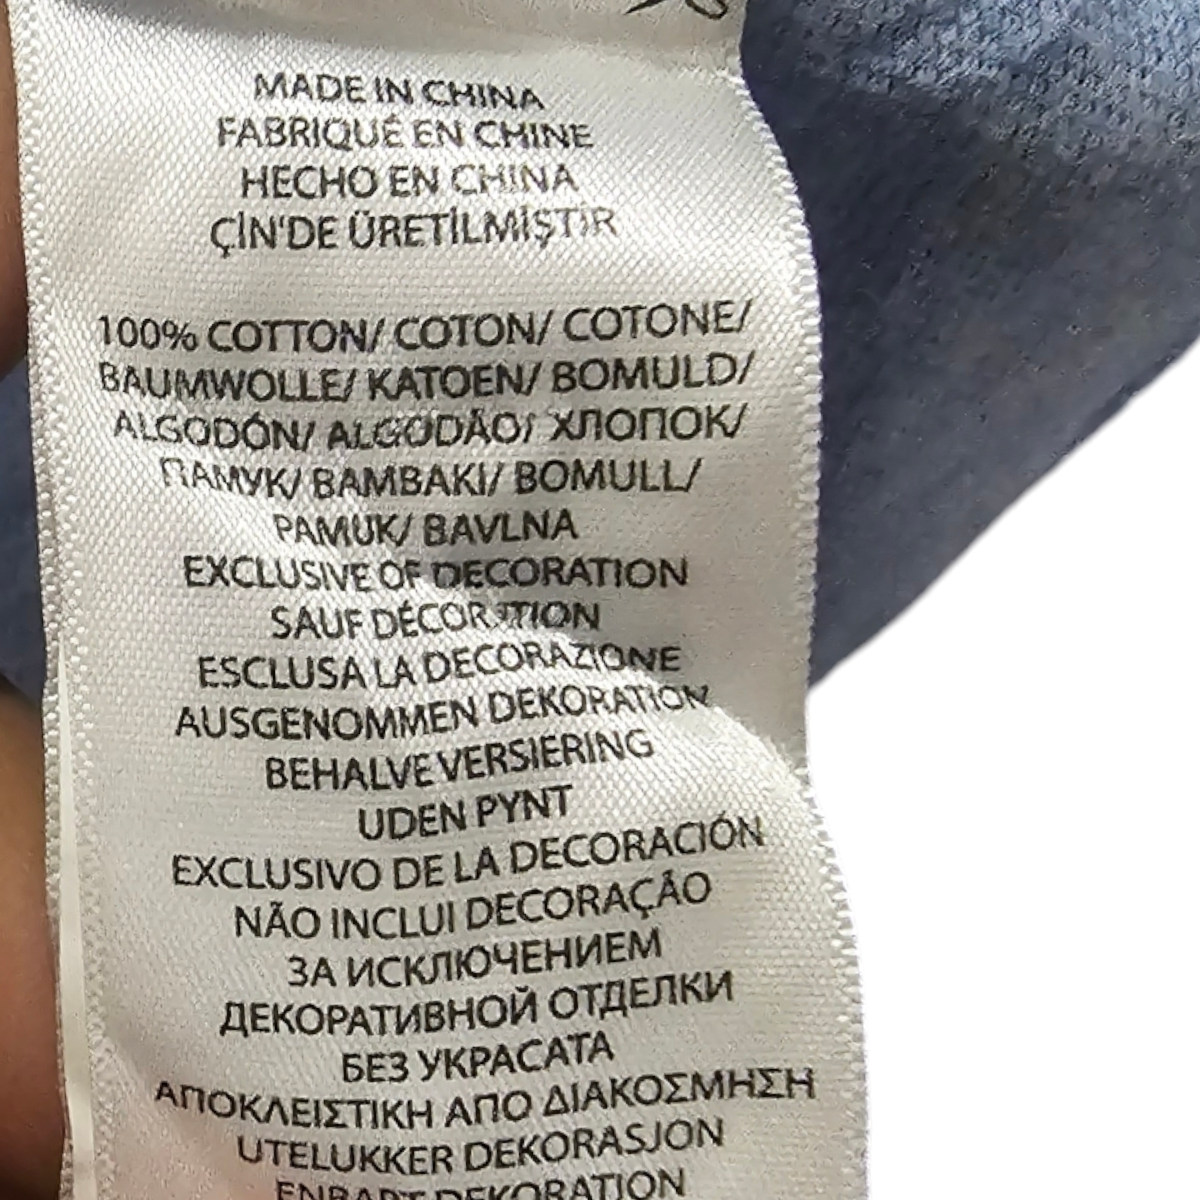 MADE IN CHINA
FABRIQUÉ EN CHINE
HECHO EN CHINA
ÇİN'DE ÜRETİLMİŞTİR
100% COTTON/ COTON/ COTONE/
BAUMWOLLE/ KATOEN/ BOMULD/
ALGODÓN/ ALGODÃO/ ХЛОПОК/
ПАМУК/ BAMBAKI/ BOMULL/
PAMUK/ BAVLNA
EXCLUSIVE OF DECORATION
SAUF DÉCORATION
ESCLUSA LA DECORAZIONE
AUSGENOMMEN DEKORATION
BEHALVE VERSIERING
UDEN PYNT
EXCLUSIVO DE LA DECORACIÓN
NÃO INCLUI DECORAÇÃO
ЗА ИСКЛЮЧЕНИЕМ
ДЕКОРАТИВНОЙ ОТДЕЛКИ
БЕЗ УКРАСАТА
ΑΠΟΚΛΕΙΣΤΙΚΗ ΑΠΟ ΔΙΑΚΟΣΜΗΣΗ
UTELUKKER DEKORASJON
ENBART DEKORATION